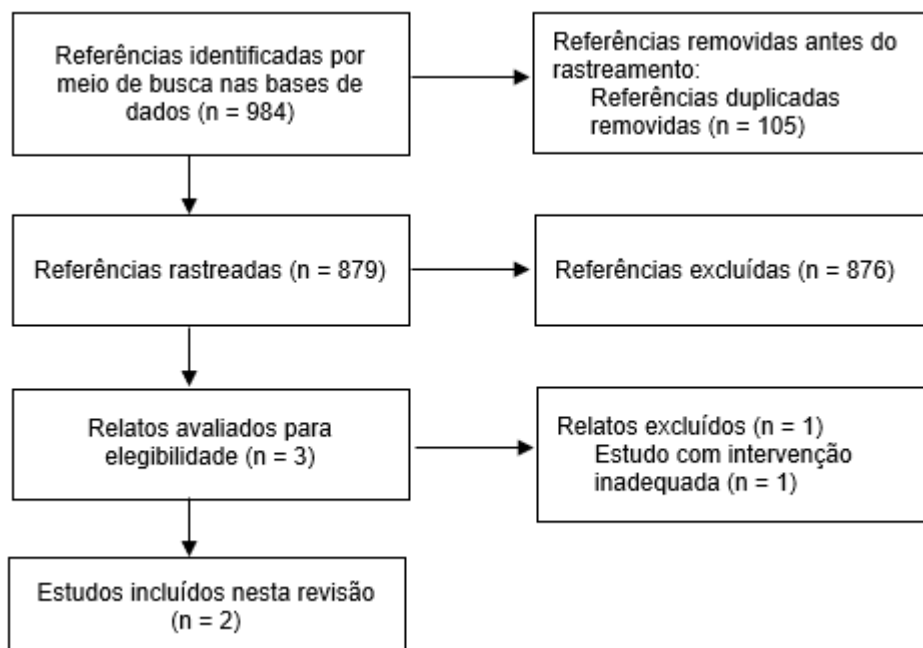 Referências identificadas por
meio de busca nas bases de
dados (n = 984)
Referências removidas antes do
rastreamento:
Referências duplicadas
removidas (n = 105)
Referências rastreadas (n = 879)
Referências excluídas (n = 876)
Relatos avaliados para
elegibilidade (n = 3)
Relatos excluídos (n = 1)
Estudo com intervenção
inadequada (n = 1)
Estudos incluídos nesta revisão
(n = 2)